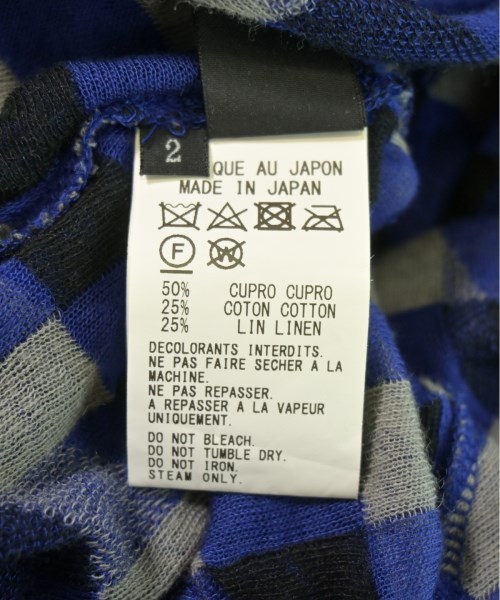 2
QUE AU JAPON
MADE IN JAPAN
F W
50% CUPRO CUPRO
25% COTON COTTON
25% LIN LINEN
DECOLORANTS INTERDITS.
NE PAS FAIRE SECHER A LA
MACHINE.
NE PAS REPASSER.
A REPASSER A LA VAPEUR
UNIQUEMENT.
DO NOT BLEACH.
DO NOT TUMBLE DRY.
DO NOT IRON.
STEAM ONLY.